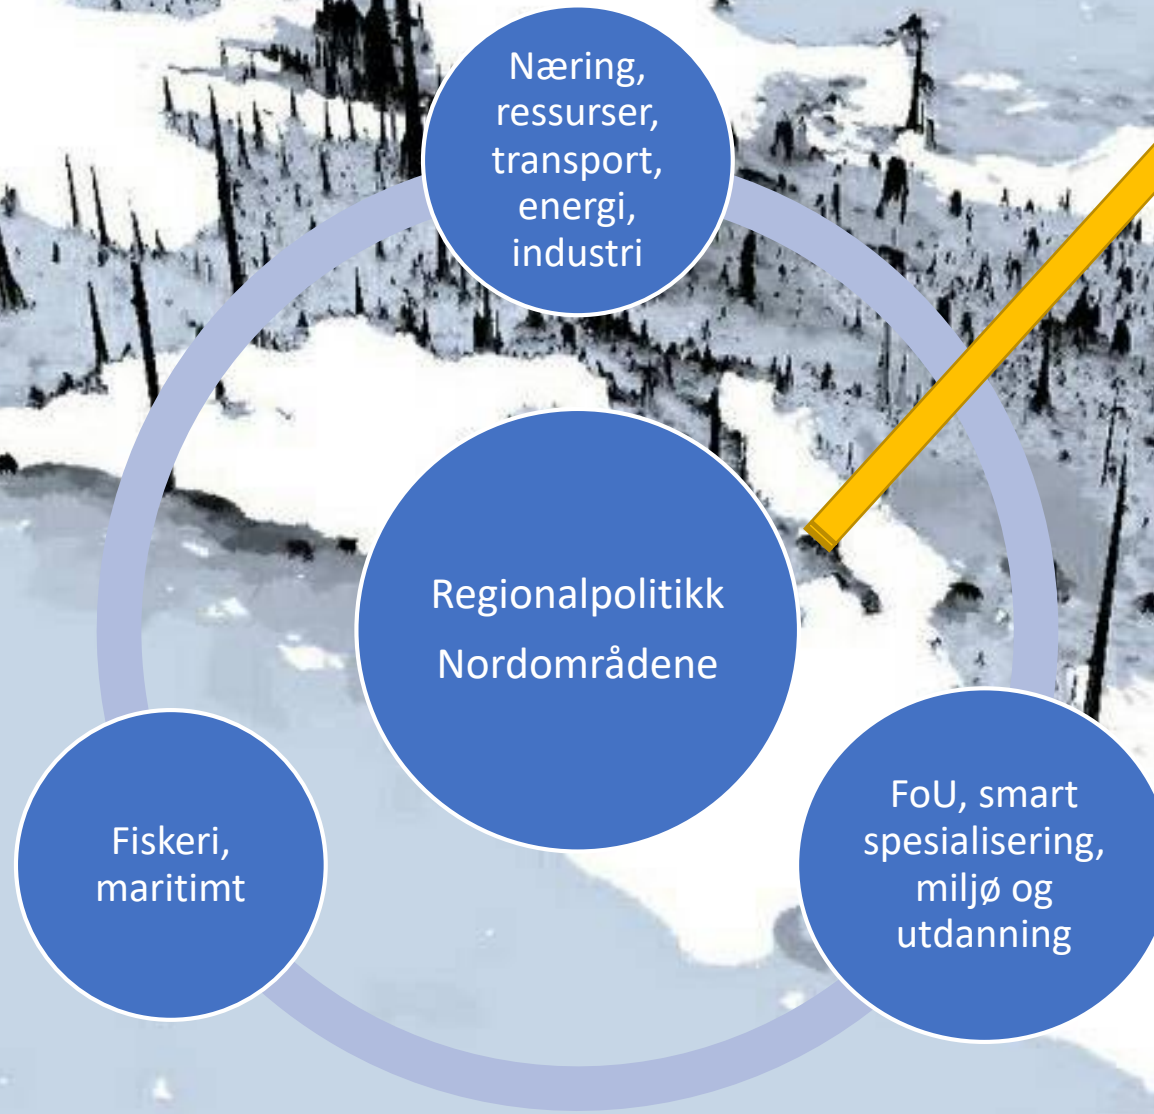 Næring,
ressurser,
transport,
energi,
industri
Regionalpolitikk
Nordområdene
Fiskeri,
maritimt
FoU, smart
spesialisering,
miljø og
utdanning